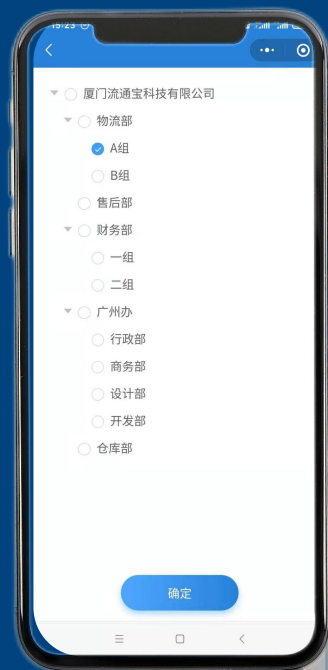 15:23
厦门流通宝科技有限公司
物流部
A组
B组
售后部
财务部
一组
二组
广州办
行政部
商务部
设计部
开发部
仓库部
确定